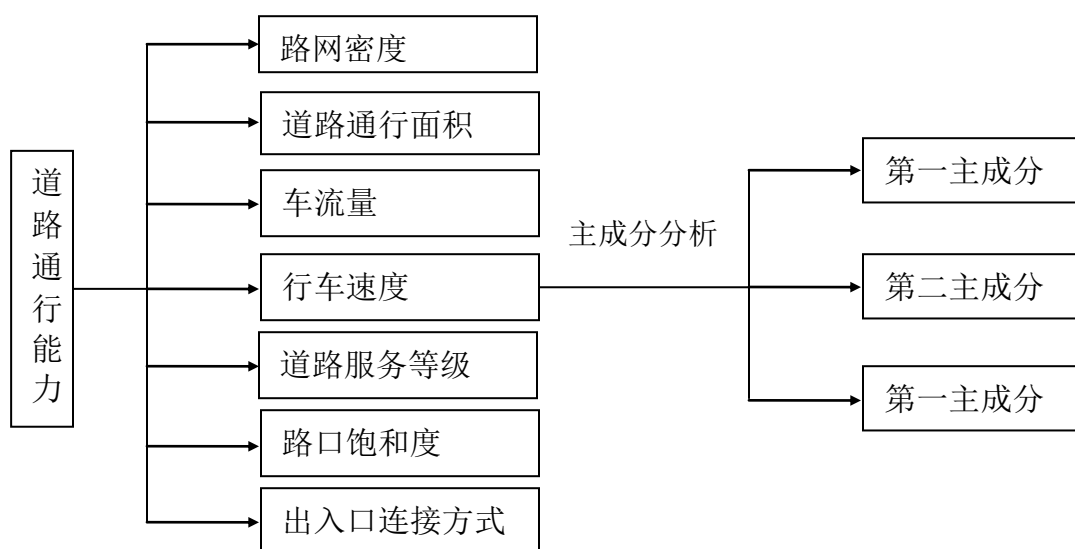 道路通行能力
路网密度
道路通行面积
车流量
行车速度
道路服务等级
路口饱和度
出入口连接方式
主成分分析
第一主成分
第二主成分
第一主成分